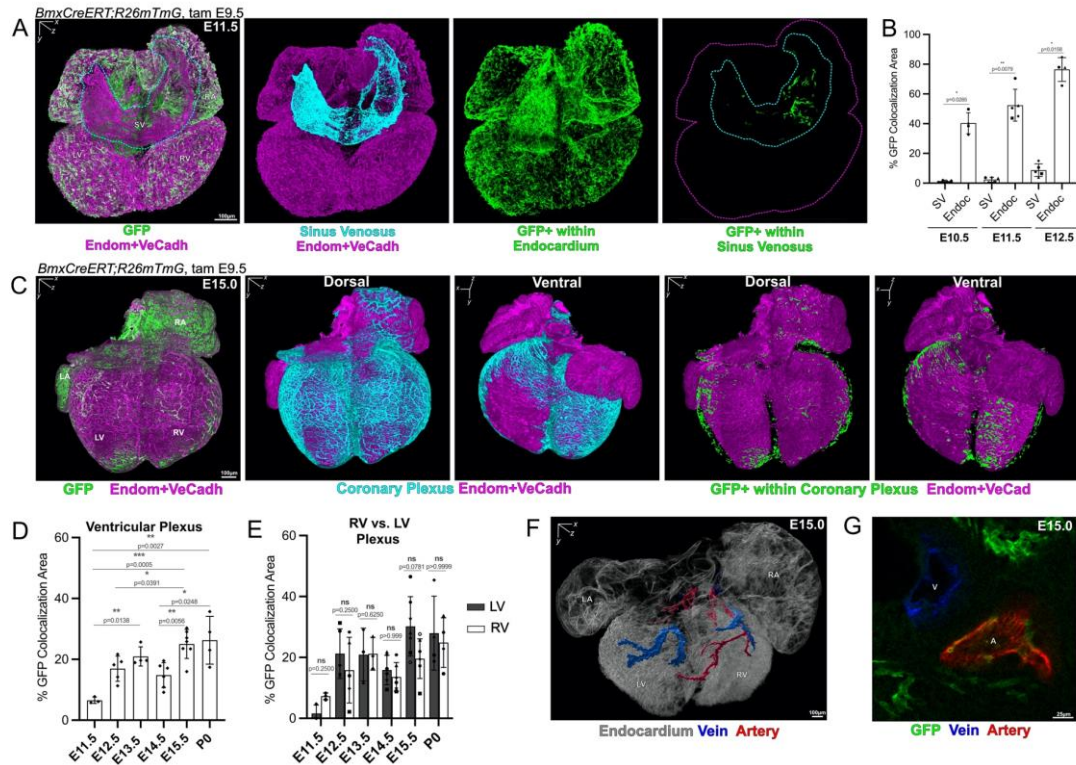 BmxCreERT;R26mTmG, tam E9.5
A
x
y
z
E11.5
LA
RA
SV
LV
RV
100µm
GFP
Endom+VeCadh
Sinus Venosus
Endom+VeCadh
GFP+ within
Endocardium
GFP+ within
Sinus Venosus
B
% GFP Colocalization Area
100
80
60
40
20
0
*
p=0.0285
**
p=0.0079
*
p=0.0158
SV Endoc SV Endoc SV Endoc
E10.5 E11.5 E12.5
BmxCreERT;R26mTmG, tam E9.5
C
x
z
y
E15.0
RA
LA
LV
RV
100µm
Dorsal
Ventral
Dorsal
Ventral
GFP Endom+VeCadh
Coronary Plexus Endom+VeCadh
GFP+ within Coronary Plexus Endom+VeCad
D
Ventricular Plexus
% GFP Colocalization Area
60
40
20
0
**
p=0.0027
***
p=0.0005
*
p=0.0391
*
p=0.0248
**
p=0.0138
**
p=0.0056
E11.5 E12.5 E13.5 E14.5 E15.5 P0
E
RV vs. LV
Plexus
% GFP Colocalization Area
60
40
20
0
ns
p=0.2500
ns
p=0.2500
ns
p=0.6250
ns
p=0.999
ns
p=0.0781
ns
p>0.9999
LV
RV
E11.5 E12.5 E13.5 E14.5 E15.5 P0
F
x
z
y
E15.0
LA
RA
LV
RV
100µm
Endocardium Vein Artery
G
E15.0
V
A
25µm
GFP Vein Artery